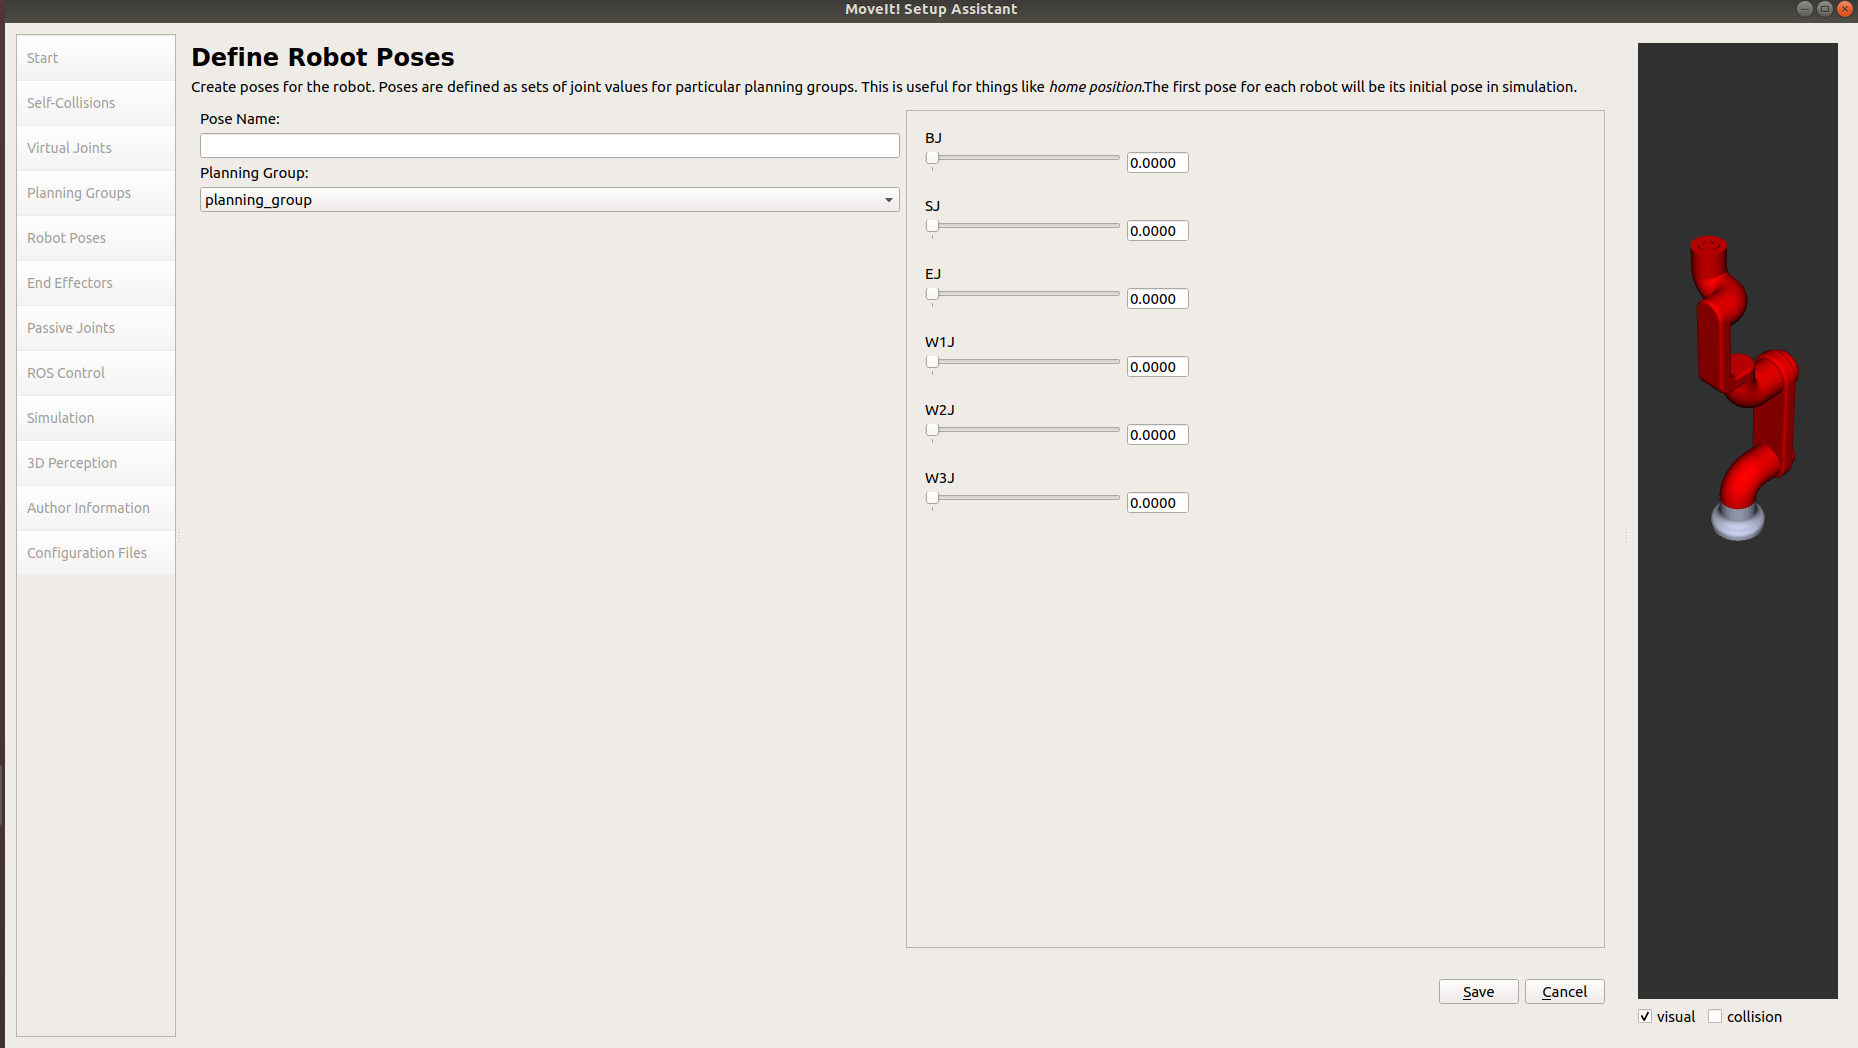 MoveIt! Setup Assistant
Start
Self-Collisions
Virtual Joints
Planning Groups
Robot Poses
End Effectors
Passive Joints
ROS Control
Simulation
3D Perception
Author Information
Configuration Files
Define Robot Poses
Create poses for the robot. Poses are defined as sets of joint values for particular planning groups. This is useful for things like home position.The first pose for each robot will be its initial pose in simulation.
Pose Name:
Planning Group:
planning_group
BJ
0.0000
SJ
0.0000
EJ
0.0000
W1J
0.0000
W2J
0.0000
W3J
0.0000
Save
Cancel
visual
collision